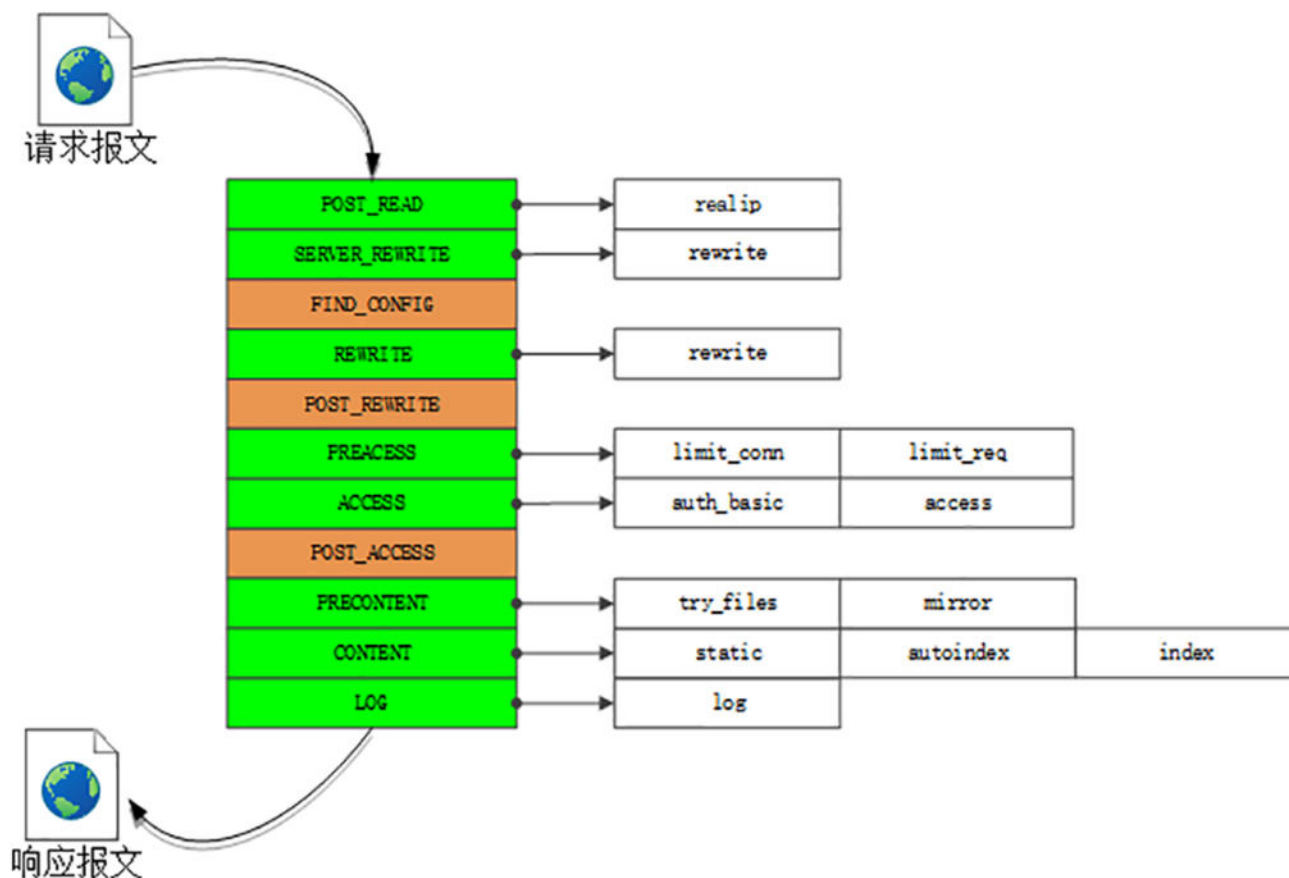 请求报文
POST_READ realip
SERVER_REWRITE rewrite
FIND_CONFIG
REWRITE rewrite
POST_REWRITE
PREACESS limit_conn limit_req
ACCESS auth_basic access
POST_ACCESS
PRECONTENT try_files mirror
CONTENT static autoindex index
LOG log
响应报文